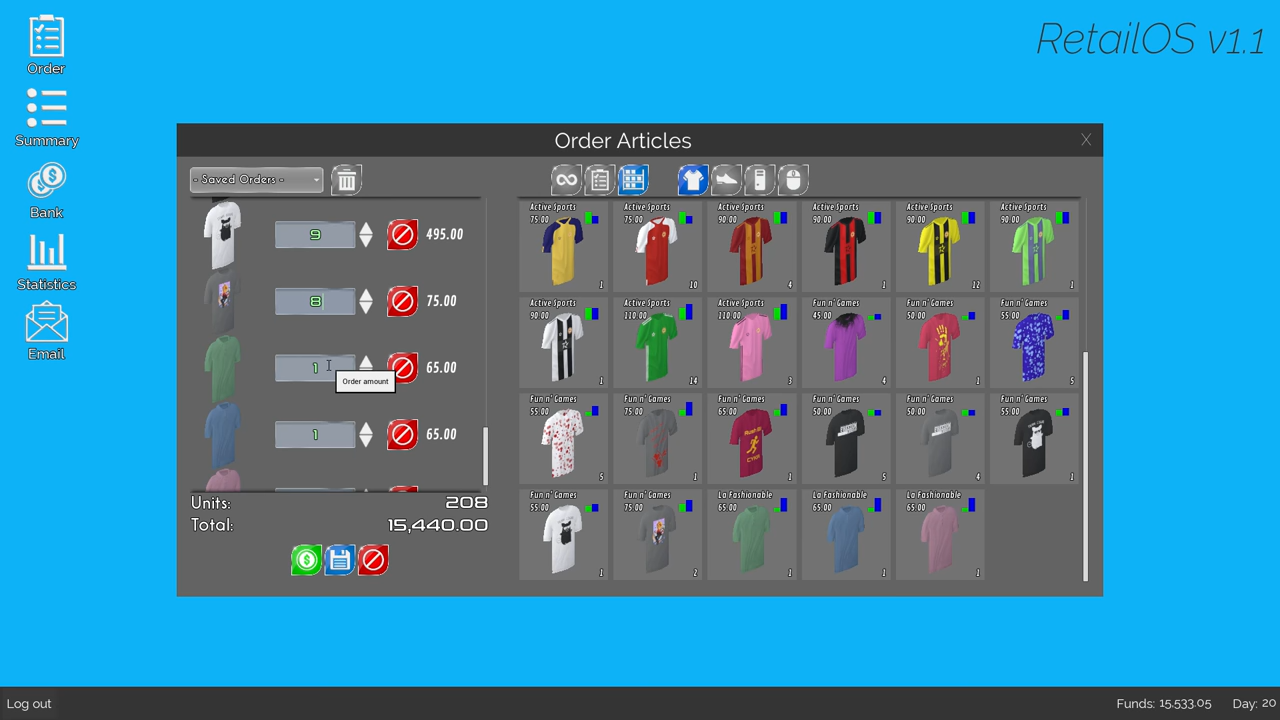 RetailOS v1.1
Order
Summary
Bank
Statistics
Email
Order Articles
X
- Saved Orders -
9 495.00
8 75.00
1 65.00
Order amount
1 65.00
Units: 208
Total: 15,440.00
Active Sports Active Sports Active Sports Active Sports Active Sports Active Sports
75.00 75.00 90.00 90.00 90.00 90.00
1 10 4 1 12 1
Active Sports Active Sports Active Sports Fun n' Games Fun n' Games Fun n' Games
90.00 110.00 110.00 45.00 50.00 55.00
1 14 3 4 1 5
Fun n' Games Fun n' Games Fun n' Games Fun n' Games Fun n' Games Fun n' Games
55.00 75.00 65.00 50.00 50.00 55.00
5 1 1 5 4 1
Fun n' Games Fun n' Games La Fashionable La Fashionable La Fashionable
55.00 75.00 65.00 65.00 65.00
1 2 1 1 1
Log out
Funds: 15,533.05
Day: 20